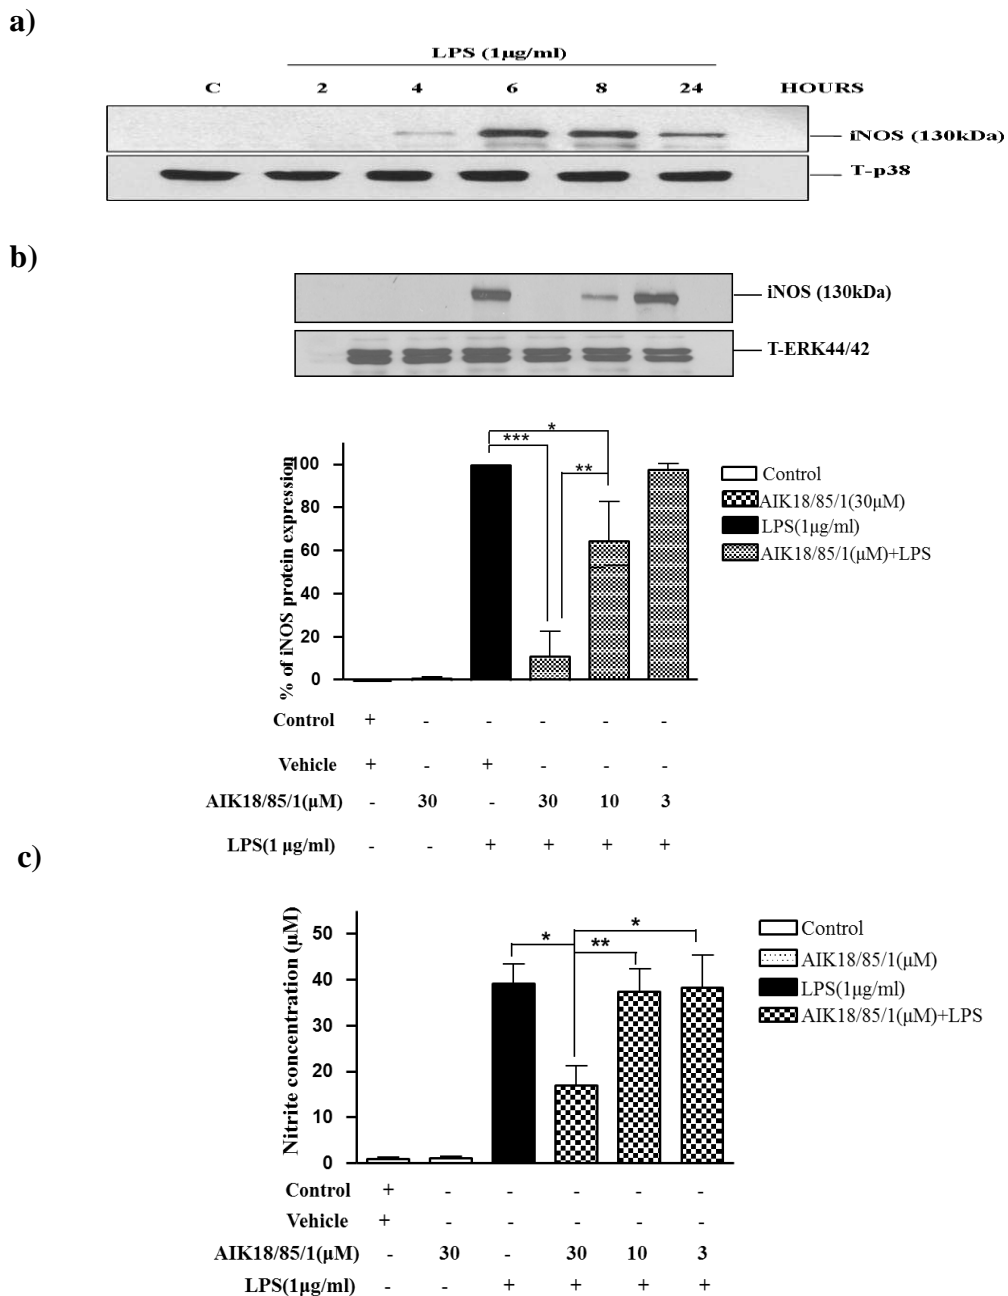 a)
LPS (1µg/ml)
C 2 4 6 8 24 HOURS
iNOS (130kDa)
T-p38
b)
iNOS (130kDa)
T-ERK44/42
*
***
**
100
80
60
40
20
0
% of iNOS protein expression
Control
AIK18/85/1(30µM)
LPS(1µg/ml)
AIK18/85/1(µM)+LPS
Control + - - - - -
Vehicle + - + - - -
AIK18/85/1(µM) - 30 - 30 10 3
LPS(1 µg/ml) - - + + + +
c)
*
*
**
50
40
30
20
10
0
Nitrite concentration (µM)
Control
AIK18/85/1(µM)
LPS(1µg/ml)
AIK18/85/1(µM)+LPS
Control + - - - - -
Vehicle + - - - - -
AIK18/85/1(µM) - 30 - 30 10 3
LPS(1µg/ml) - - + + + +